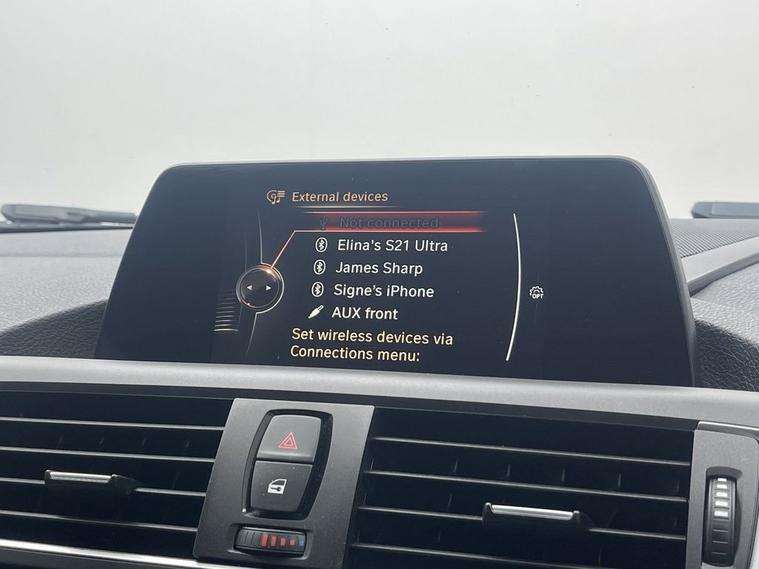 External devices
Not connected
Elina's S21 Ultra
James Sharp
Signe's iPhone
AUX front
OPT
Set wireless devices via
Connections menu: